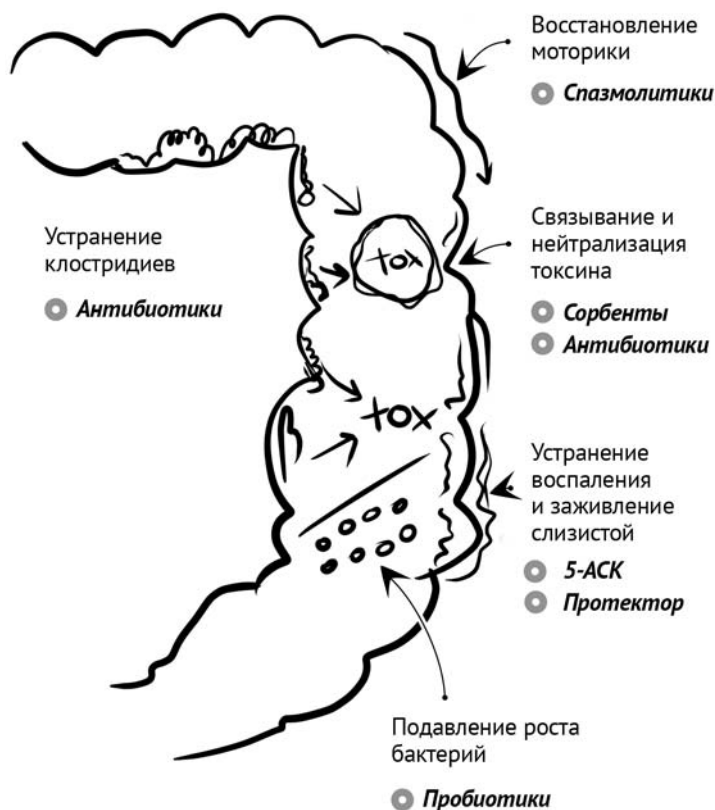 Восстановление
моторики
Спазмолитики
Устранение
клостридиев
Антибиотики
Связывание и
нейтрализация
токсина
Сорбенты
Антибиотики
tox
tox
Устранение
воспаления
и заживление
слизистой
5-АСК
Протектор
Подавление роста
бактерий
Пробиотики